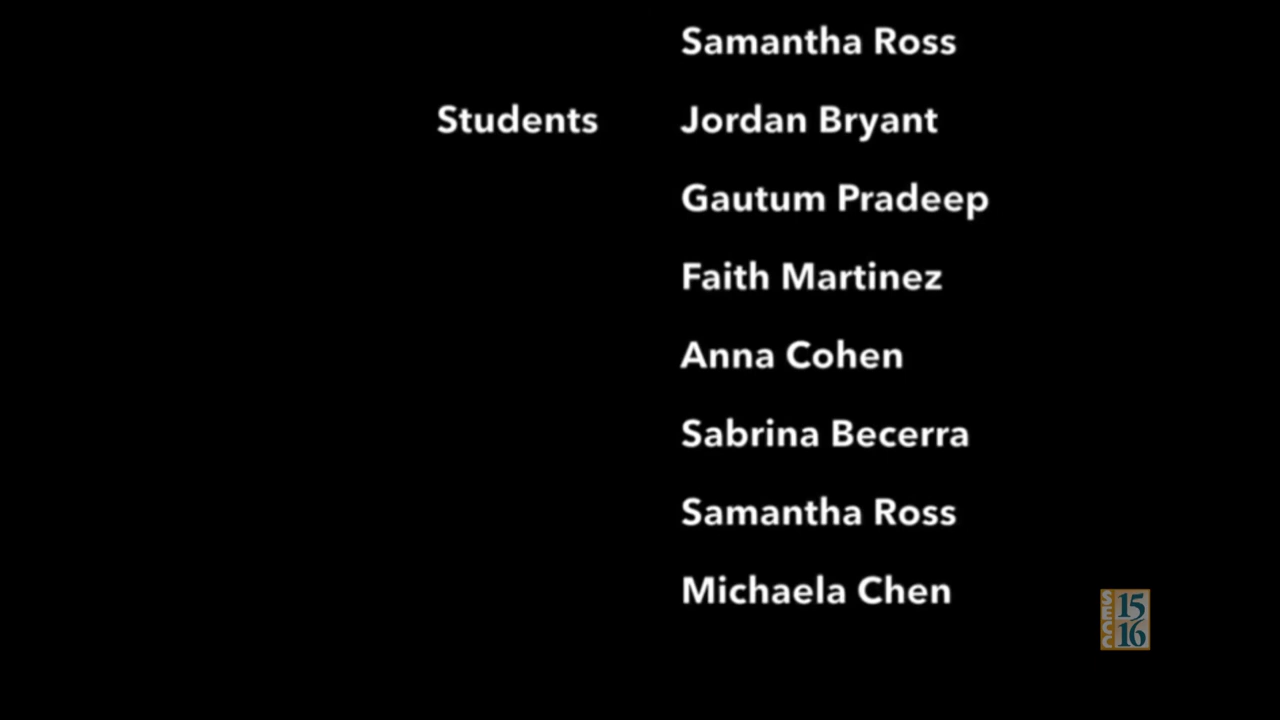 Samantha Ross
Students Jordan Bryant
Gautum Pradeep
Faith Martinez
Anna Cohen
Sabrina Becerra
Samantha Ross
Michaela Chen
SECC 15
16